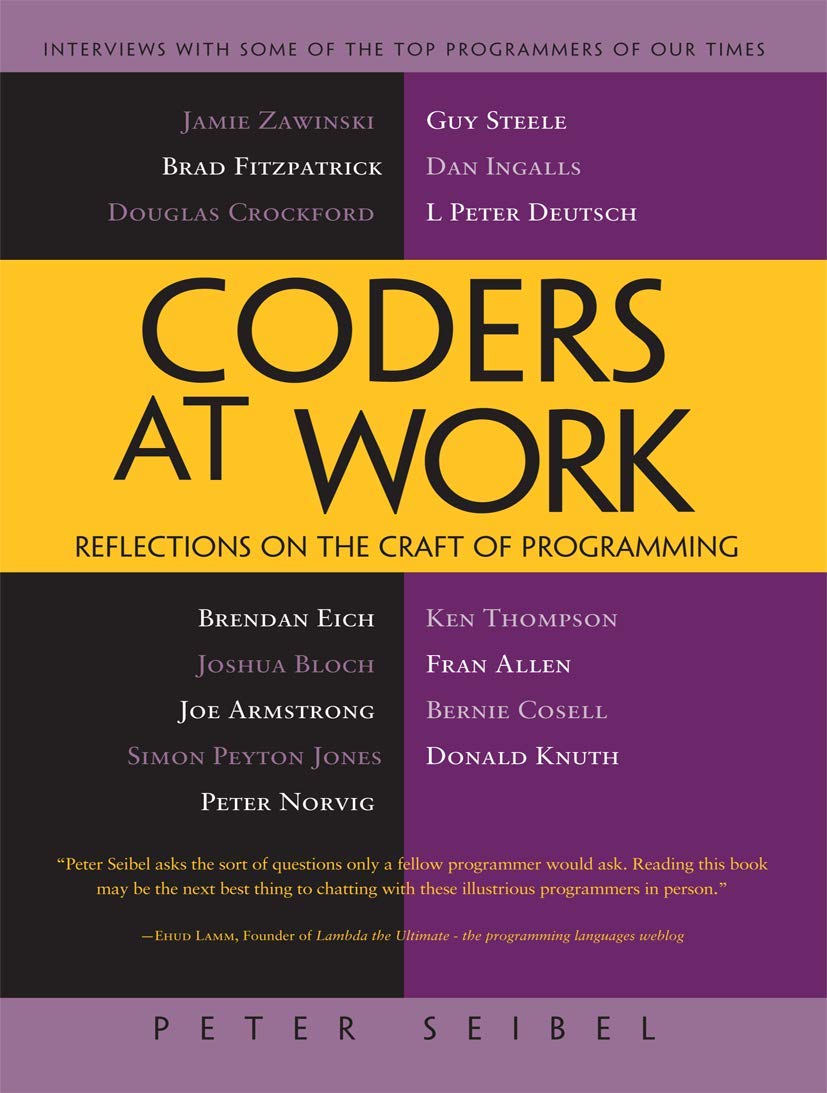 INTERVIEWS WITH SOME OF THE TOP PROGRAMMERS OF OUR TIMES
JAMIE ZAWINSKI
BRAD FITZPATRICK
DOUGLAS CROCKFORD
GUY STEELE
DAN INGALLS
L PETER DEUTSCH
CODERS
AT WORK
REFLECTIONS ON THE CRAFT OF PROGRAMMING
BRENDAN EICH
JOSHUA BLOCH
JOE ARMSTRONG
SIMON PEYTON JONES
PETER NORVIG
KEN THOMPSON
FRAN ALLEN
BERNIE COSELL
DONALD KNUTH
“Peter Seibel asks the sort of questions only a fellow programmer would ask. Reading this book
may be the next best thing to chatting with these illustrious programmers in person.”
—EHUD LAMM, Founder of Lambda the Ultimate - the programming languages weblog
PETER SEIBEL